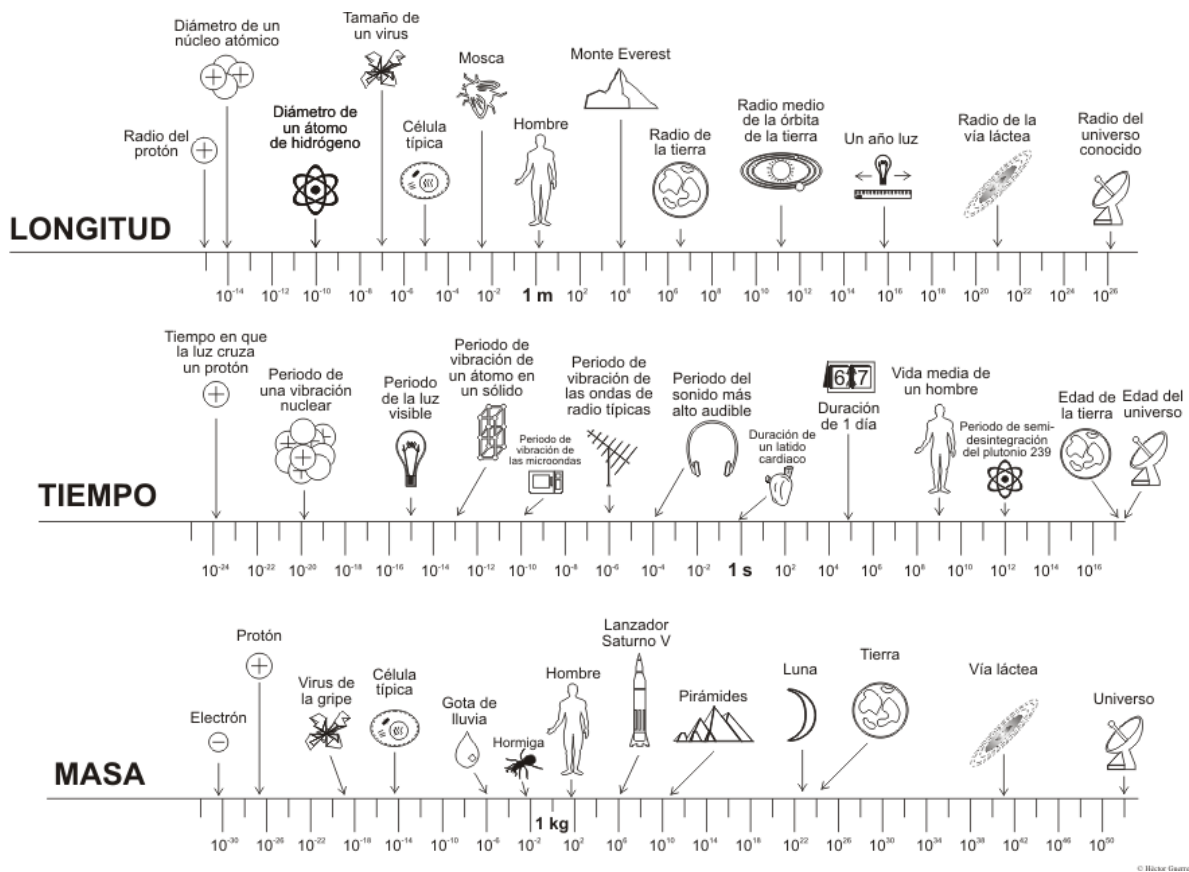 Diámetro de un
núcleo atómico
Radio del
protón
Diámetro de
un átomo
de hidrógeno
Tamaño de
un virus
Célula
típica
Mosca
Hombre
Monte Everest
Radio de
la tierra
Radio medio
de la órbita
de la tierra
Un año luz
Radio de la
vía láctea
Radio del
universo
conocido
LONGITUD
10⁻¹⁴ 10⁻¹² 10⁻¹⁰ 10⁻⁸ 10⁻⁶ 10⁻⁴ 10⁻² 1 m 10² 10⁴ 10⁶ 10⁸ 10¹⁰ 10¹² 10¹⁴ 10¹⁶ 10¹⁸ 10²⁰ 10²² 10²⁴ 10²⁶
Tiempo en que
la luz cruza
un protón
Periodo de
una vibración
nuclear
Periodo
de la luz
visible
Periodo de
vibración de
un átomo en
un sólido
Periodo de
vibración de
las microondas
Periodo de
vibración de
las ondas de
radio típicas
Periodo del
sonido más
alto audible
Duración de
un latido
cardiaco
6 7
Duración
de 1 día
Vida media de
un hombre
Periodo de semi-
desintegración
del plutonio 239
Edad de
la tierra
Edad del
universo
TIEMPO
10⁻²⁴ 10⁻²² 10⁻²⁰ 10⁻¹⁸ 10⁻¹⁶ 10⁻¹⁴ 10⁻¹² 10⁻¹⁰ 10⁻⁸ 10⁻⁶ 10⁻⁴ 10⁻² 1 s 10² 10⁴ 10⁶ 10⁸ 10¹⁰ 10¹² 10¹⁴ 10¹⁶
Electrón
Protón
Virus de
la gripe
Célula
típica
Gota de
lluvia
Hormiga
Hombre
Lanzador
Saturno V
Pirámides
Luna
Tierra
Vía láctea
Universo
MASA
10⁻³⁰ 10⁻²⁶ 10⁻²² 10⁻¹⁸ 10⁻¹⁴ 10⁻¹⁰ 10⁻⁶ 10⁻² 1 kg 10² 10⁶ 10¹⁰ 10¹⁴ 10¹⁸ 10²² 10²⁶ 10³⁰ 10³⁴ 10³⁸ 10⁴² 10⁴⁶ 10⁵⁰
© Héctor Guerra